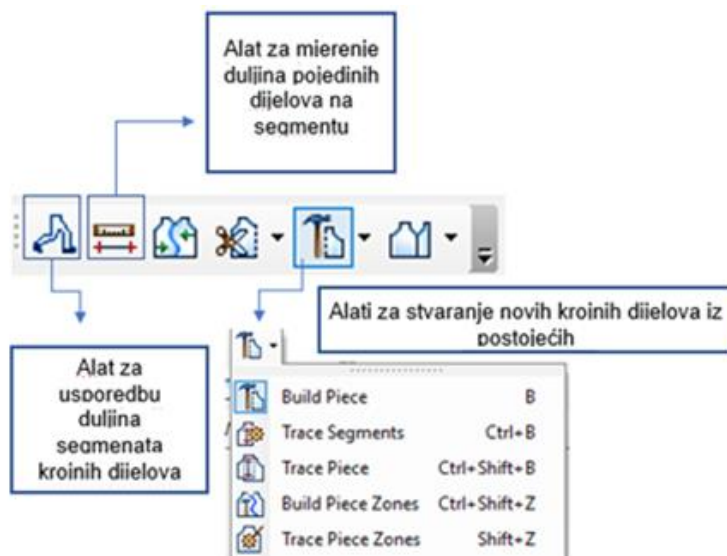 Alat za mjerenje
duljina pojedinih
dijelova na
segmentu
Alati za stvaranje novih krojnih dijelova iz
postojećih
Alat za
usporedbu
duljina
segmenata
krojnih dijelova
Build Piece B
Trace Segments Ctrl+B
Trace Piece Ctrl+Shift+B
Build Piece Zones Ctrl+Shift+Z
Trace Piece Zones Shift+Z